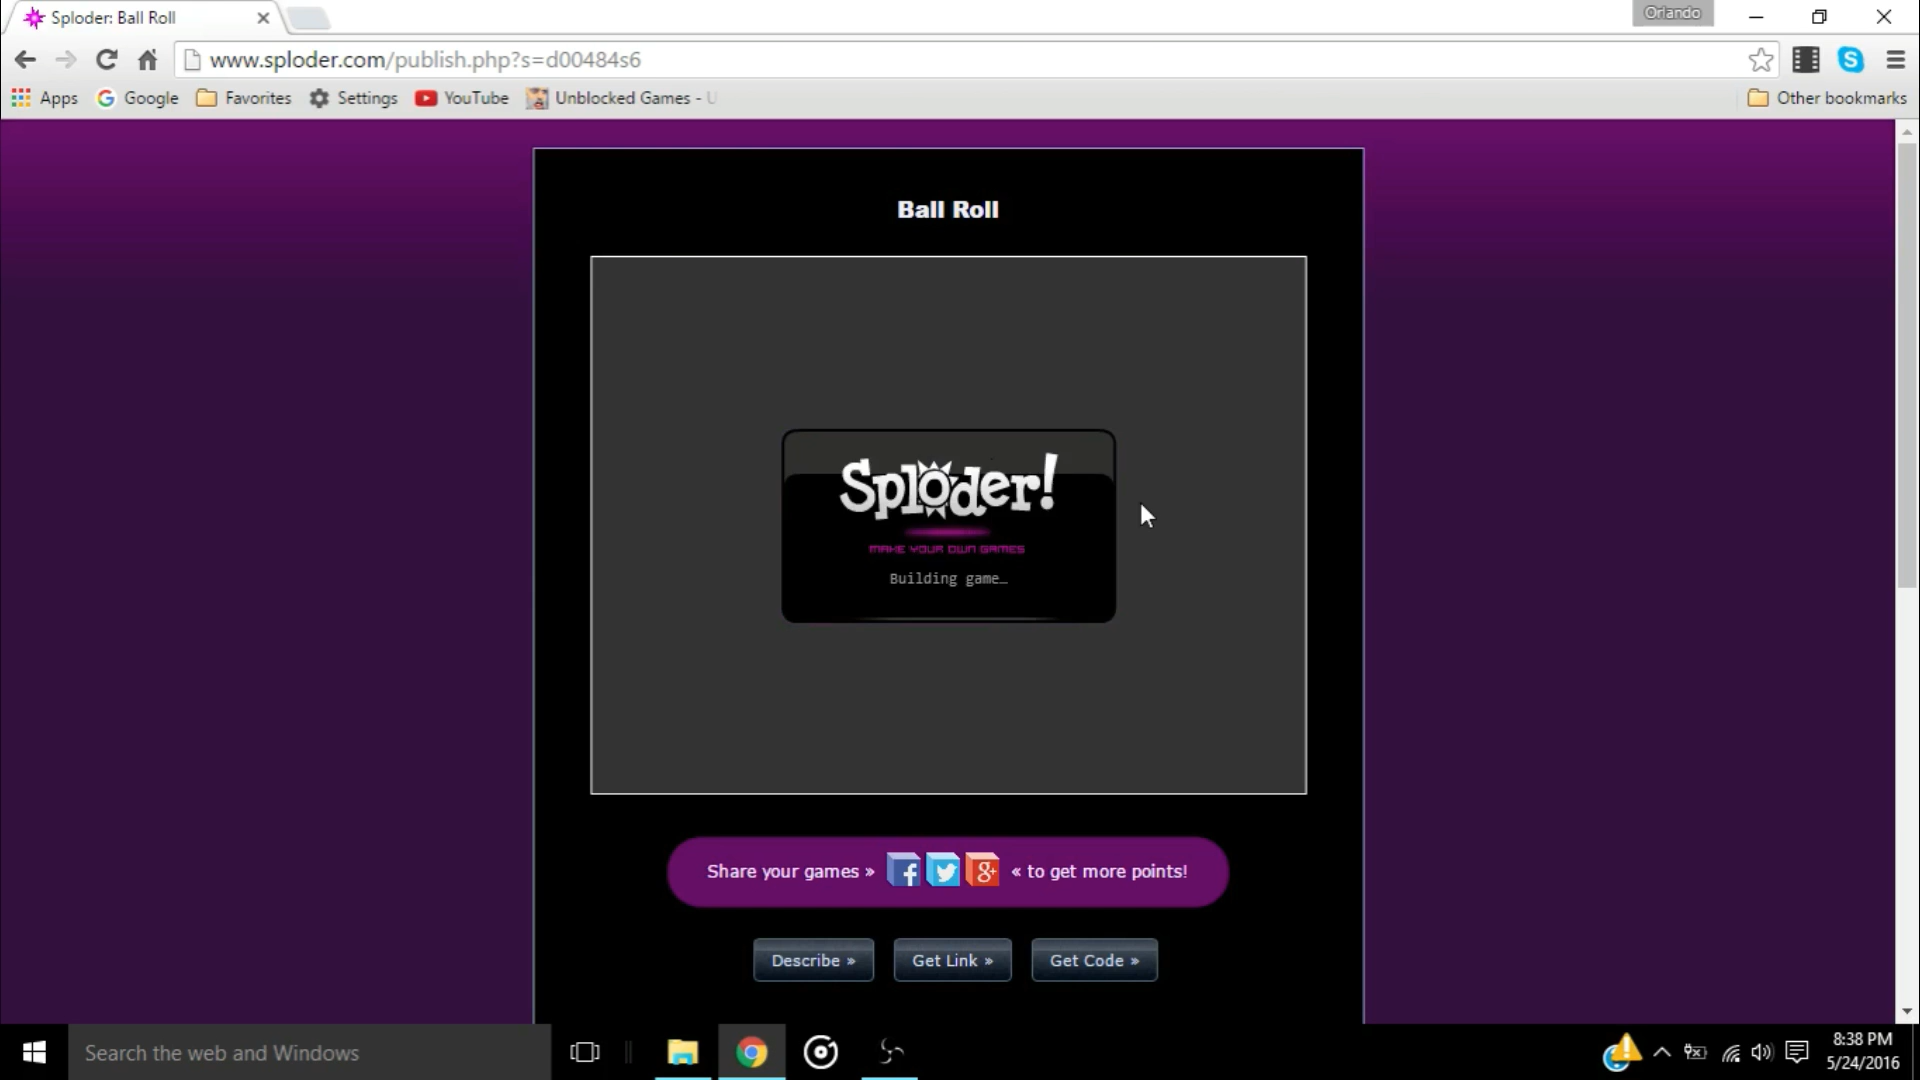 Sploder: Ball Roll
Orlando
www.sploder.com/publish.php?s=d00484s6
Apps Google Favorites Settings YouTube Unblocked Games - U Other bookmarks
Ball Roll
Sploder!
MAKE YOUR OWN GAMES
Building game…
Share your games » « to get more points!
Describe » Get Link » Get Code »
Search the web and Windows
8:38 PM
5/24/2016